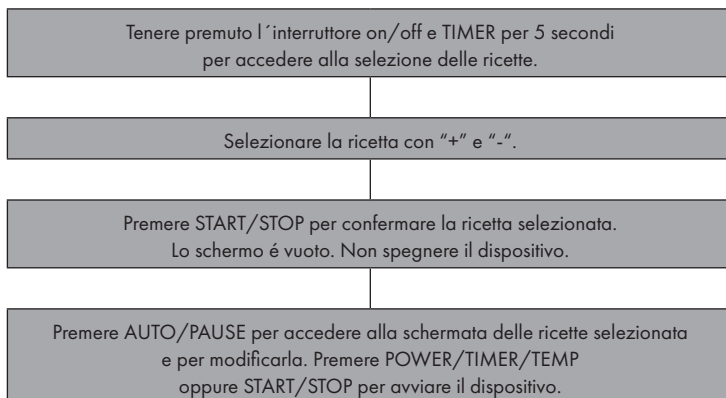 Tenere premuto l´interruttore on/off e TIMER per 5 secondi
per accedere alla selezione delle ricette.
Selezionare la ricetta con “+” e “-“.
Premere START/STOP per confermare la ricetta selezionata.
Lo schermo é vuoto. Non spegnere il dispositivo.
Premere AUTO/PAUSE per accedere alla schermata delle ricette selezionata
e per modificarla. Premere POWER/TIMER/TEMP
oppure START/STOP per avviare il dispositivo.